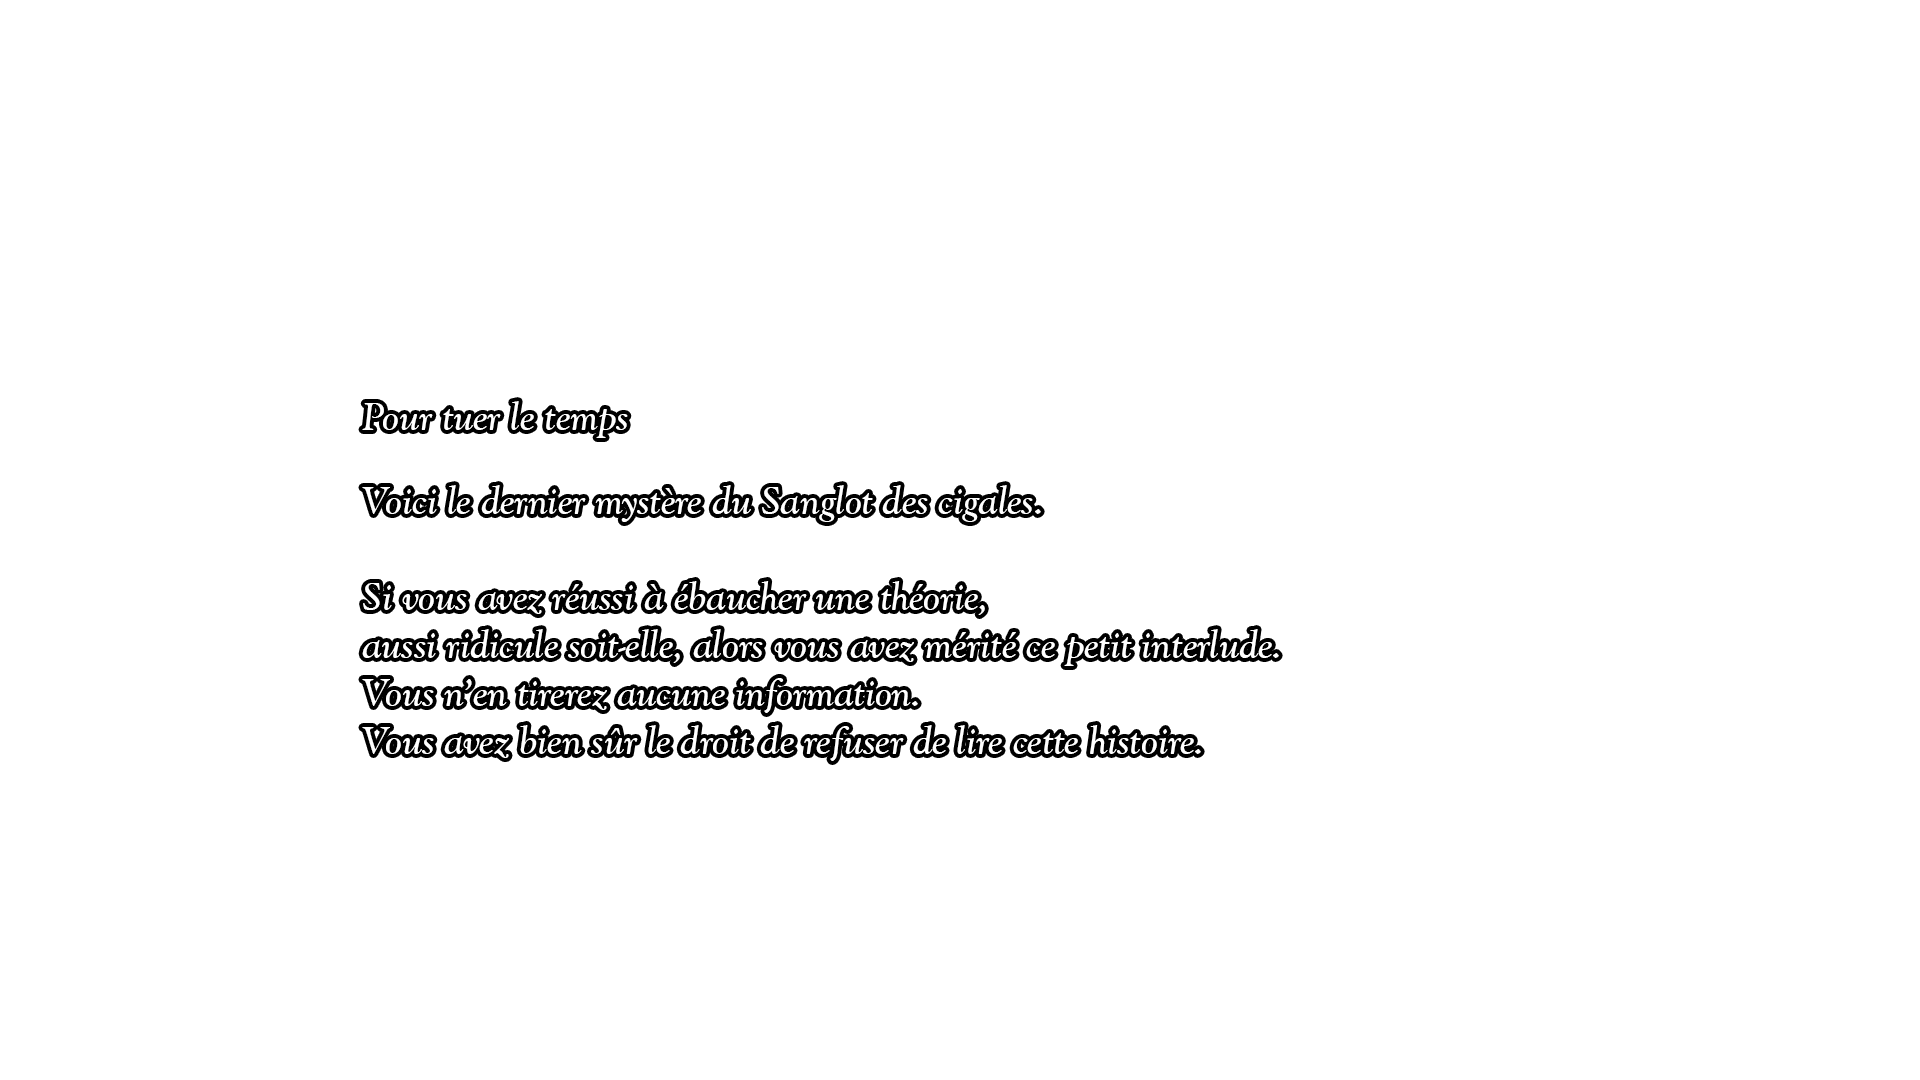 Pour tuer le temps
Voici le dernier mystère du Sanglot des cigales.
Si vous avez réussi à ébaucher une théorie,
aussi ridicule soit-elle, alors vous avez mérité ce petit interlude.
Vous n’en tirerez aucune information.
Vous avez bien sûr le droit de refuser de lire cette histoire.